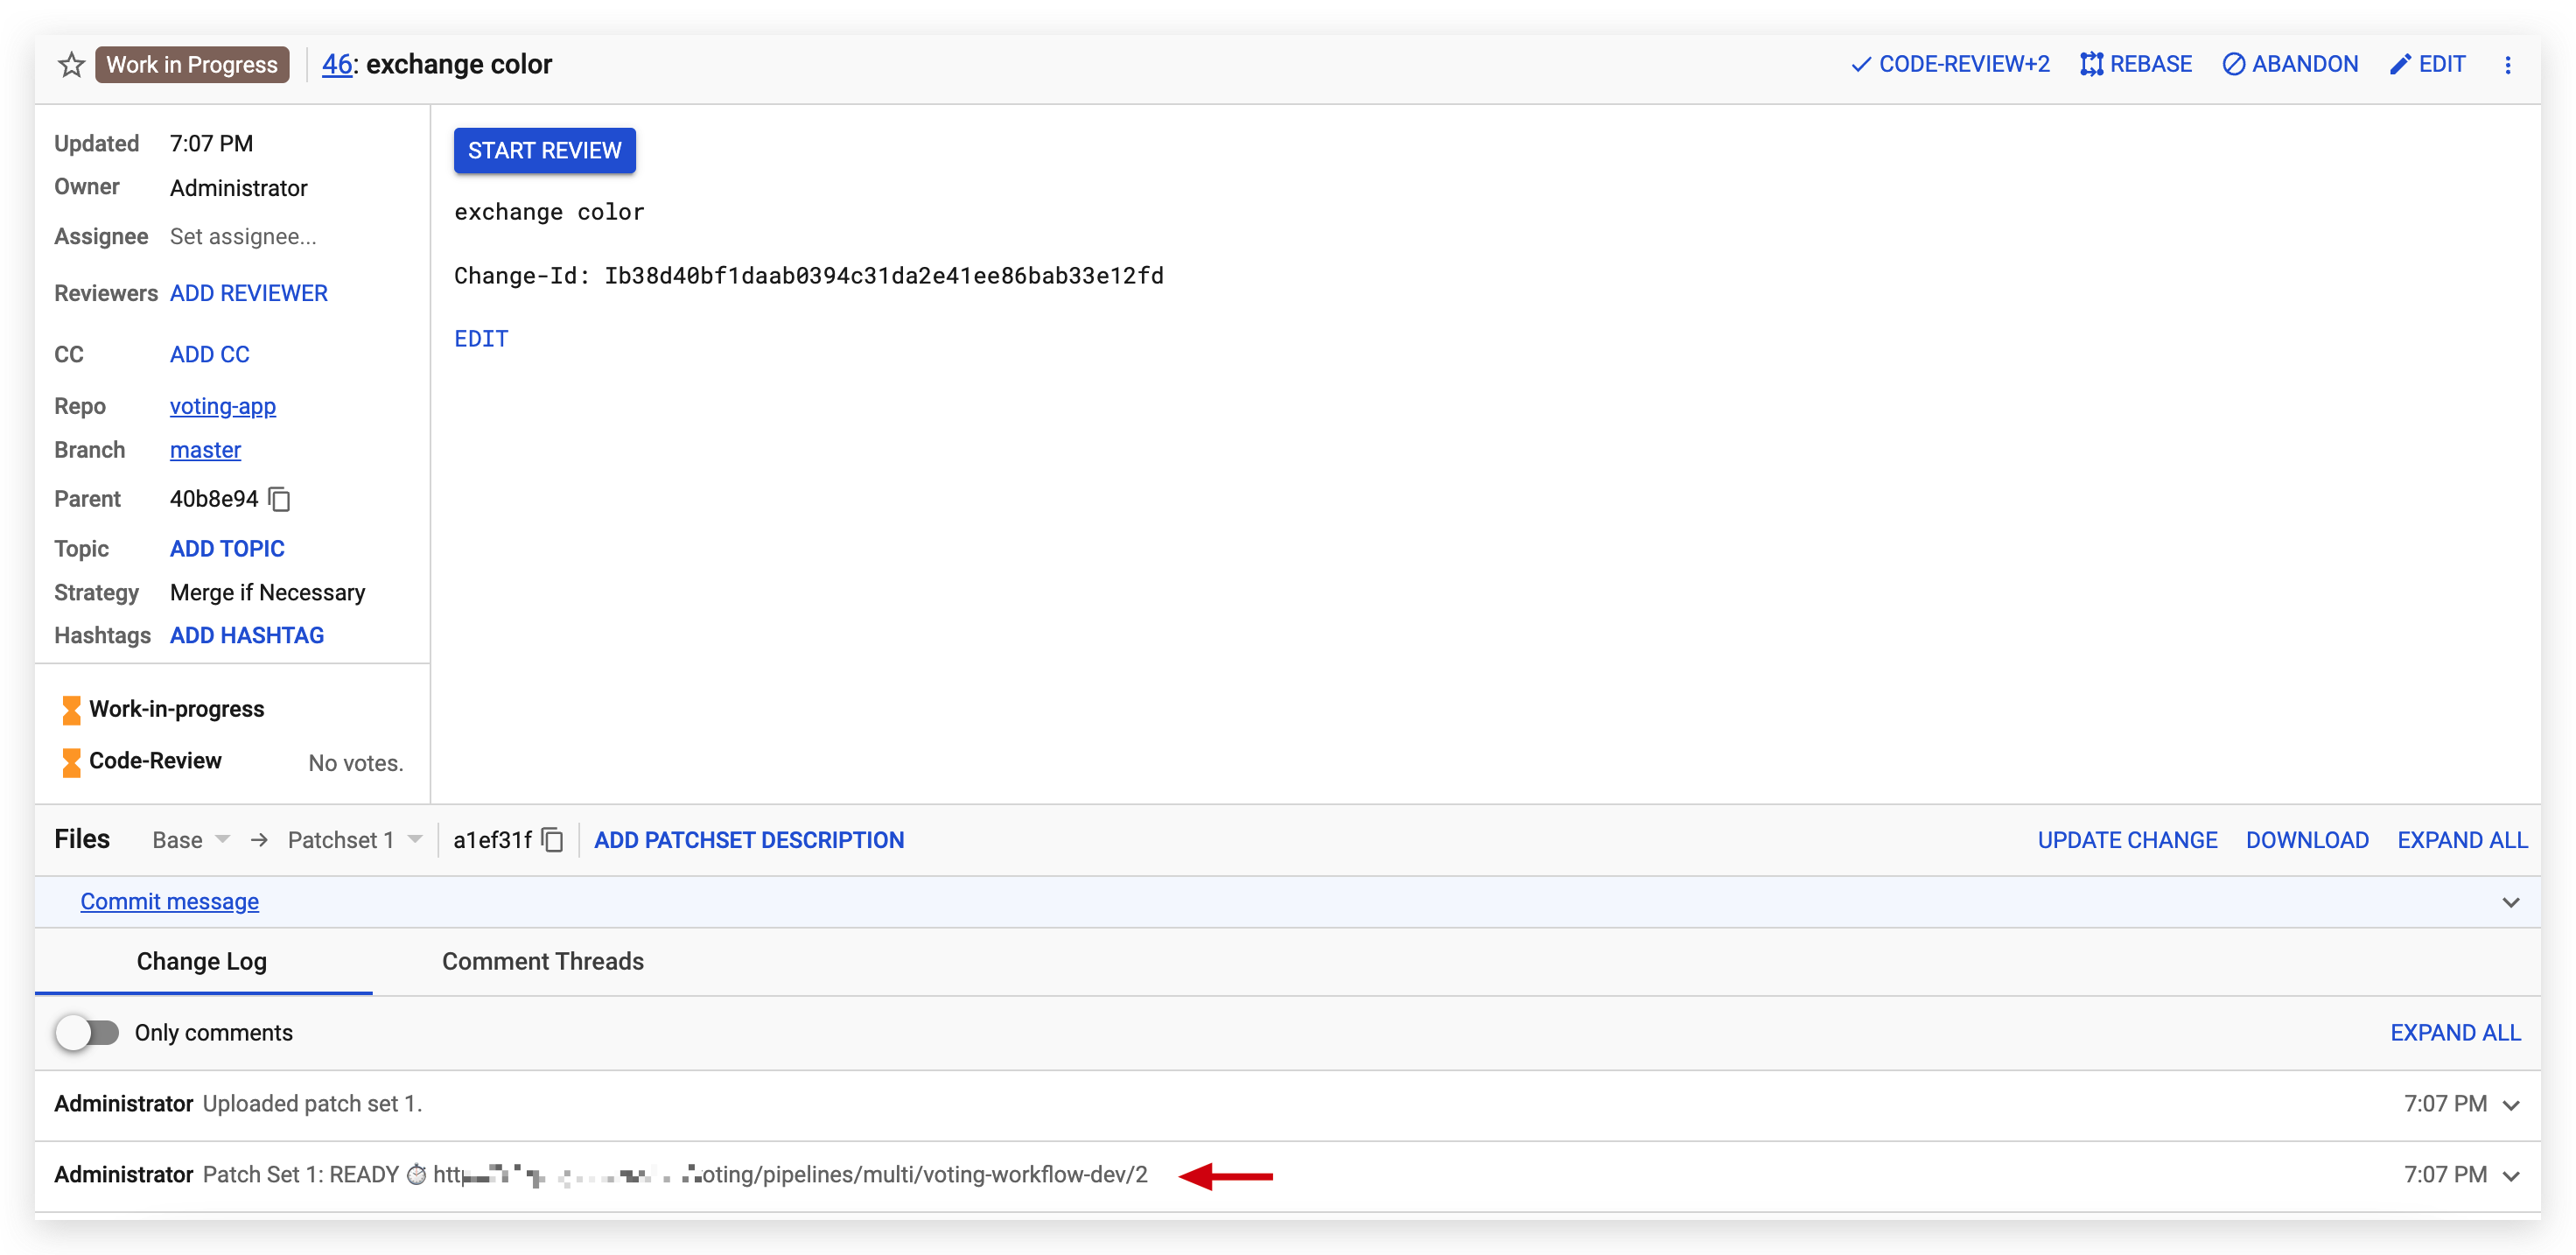 Work in Progress 46: exchange color CODE-REVIEW+2 REBASE ABANDON EDIT
Updated 7:07 PM
Owner Administrator
Assignee Set assignee...
Reviewers ADD REVIEWER
CC ADD CC
Repo voting-app
Branch master
Parent 40b8e94
Topic ADD TOPIC
Strategy Merge if Necessary
Hashtags ADD HASHTAG
START REVIEW
exchange color
Change-Id: Ib38d40bf1daab0394c31da2e41ee86bab33e12fd
EDIT
Work-in-progress
Code-Review No votes.
Files Base → Patchset 1 a1ef31f ADD PATCHSET DESCRIPTION UPDATE CHANGE DOWNLOAD EXPAND ALL
Commit message
Change Log Comment Threads
Only comments EXPAND ALL
Administrator Uploaded patch set 1. 7:07 PM
Administrator Patch Set 1: READY ⏱ htt oting/pipelines/multi/voting-workflow-dev/2 7:07 PM